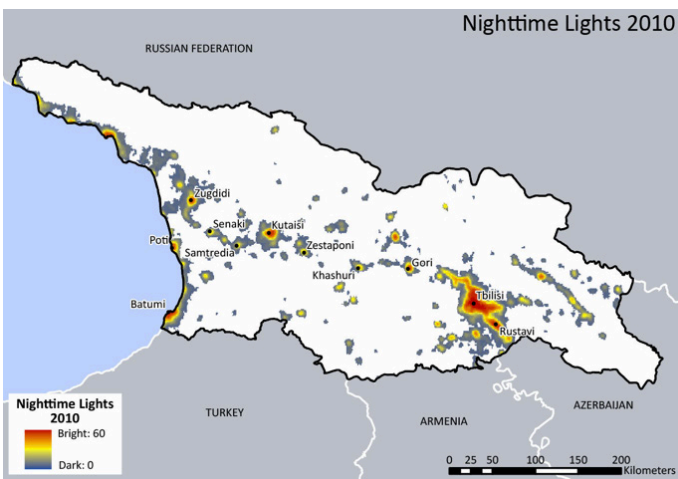 Nighttime Lights 2010
RUSSIAN FEDERATION
Zugdidi
Senaki
Kutaisi
Poti
Samtredia
Zestaponi
Khashuri
Gori
Tbilisi
Batumi
Rustavi
Nighttime Lights
2010
Bright: 60
Dark: 0
TURKEY
ARMENIA
AZERBAIJAN
0 25 50 100 150 200
Kilometers